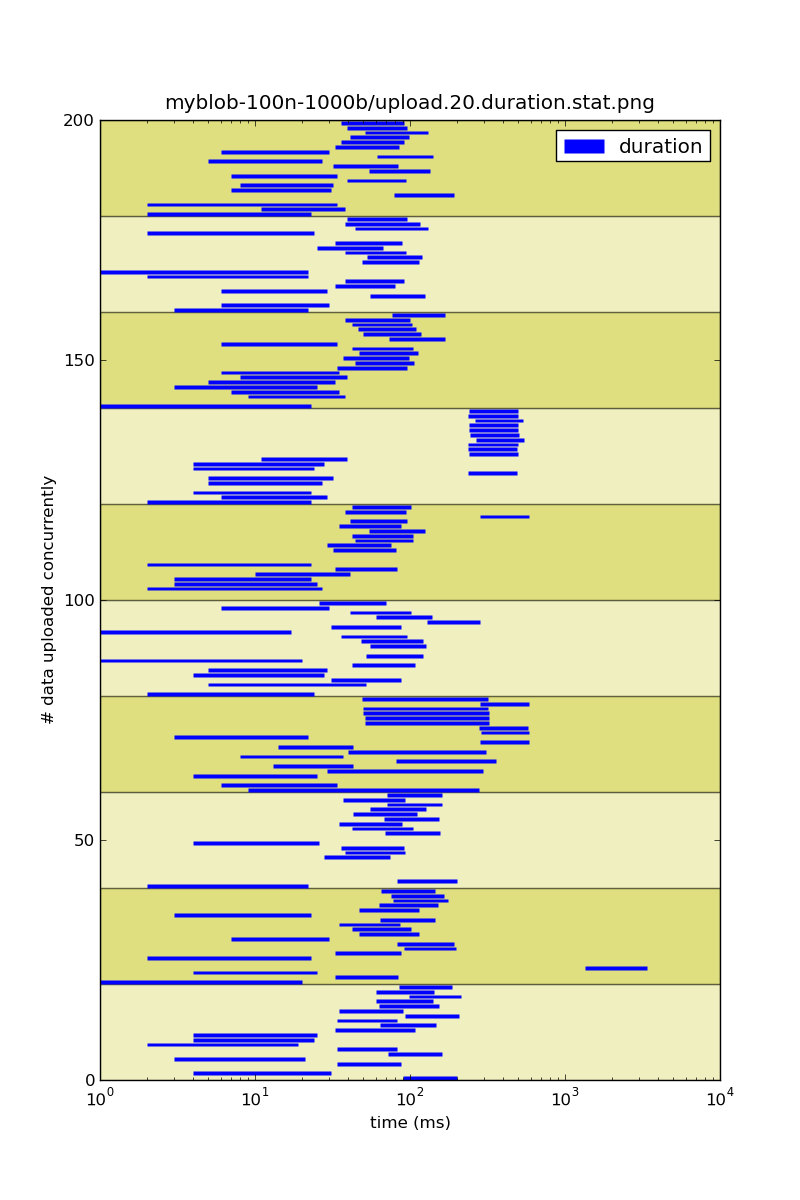 myblob-100n-1000b/upload.20.duration.stat.png
duration
200
150
100
50
0
# data uploaded concurrently
10^0 10^1 10^2 10^3 10^4
time (ms)